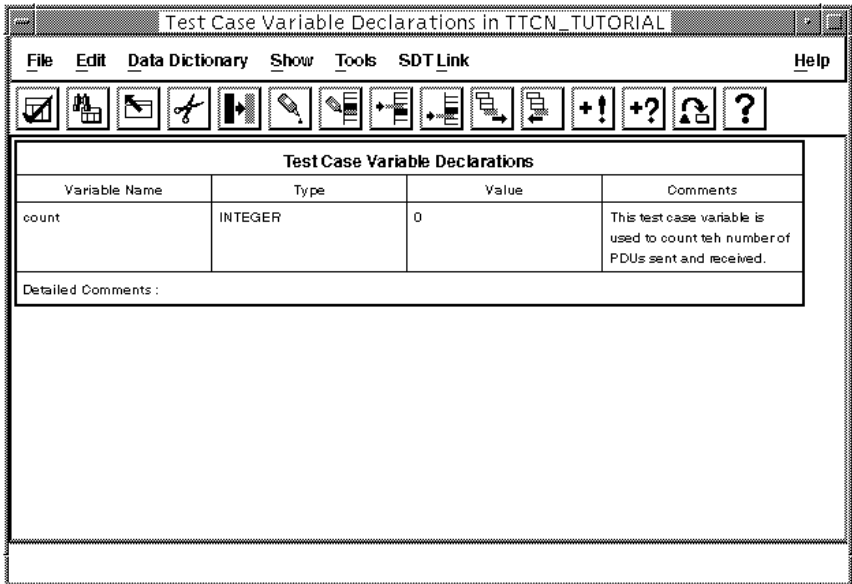 Test Case Variable Declarations in TTCN_TUTORIAL
File Edit Data Dictionary Show Tools SDT Link Help
+! +? ?
Test Case Variable Declarations
Variable Name Type Value Comments
count INTEGER 0 This test case variable is
used to count teh number of
PDUs sent and received.
Detailed Comments :